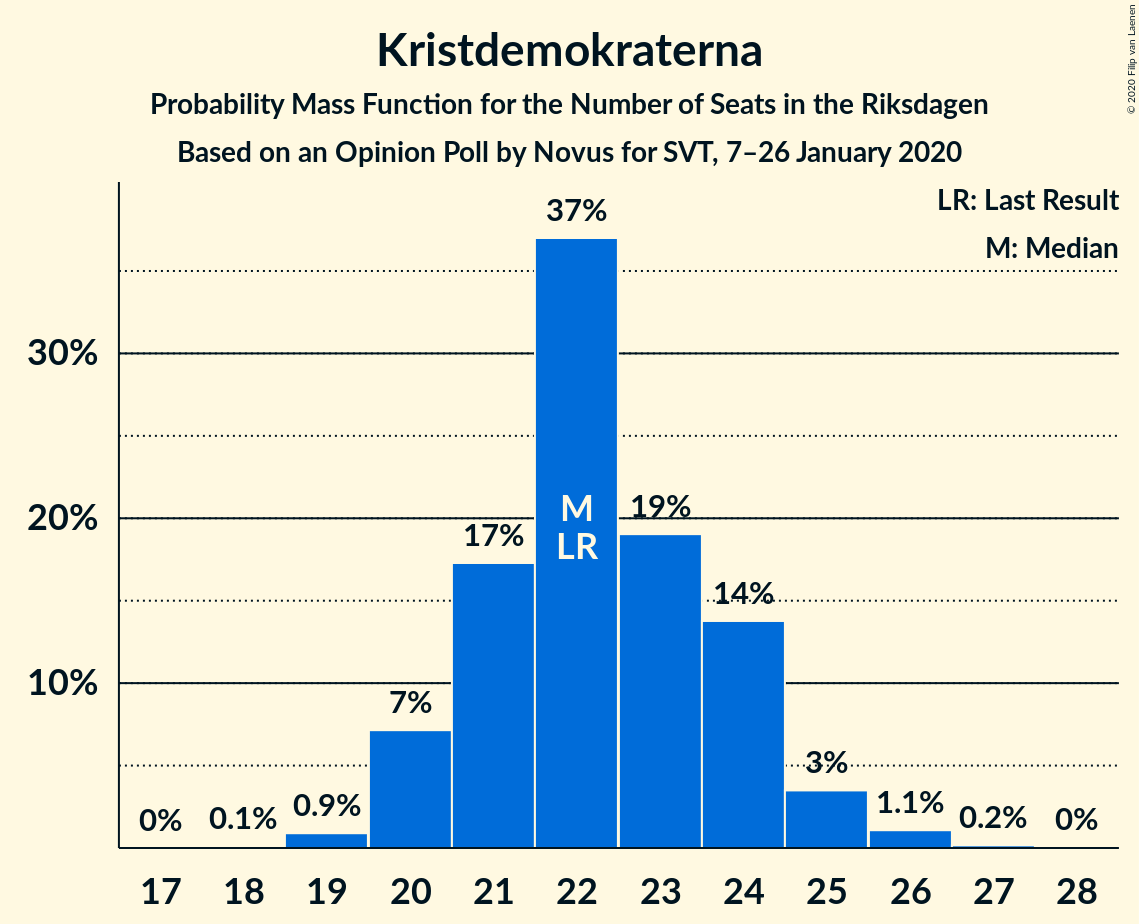 Kristdemokraterna
Probability Mass Function for the Number of Seats in the Riksdagen
Based on an Opinion Poll by Novus for SVT, 7–26 January 2020
© 2020 Filip van Laenen
LR: Last Result
M: Median
37%
30%
20%
10%
M
LR
19%
17%
14%
7%
3%
0%
0.1%
0.9%
1.1%
0.2%
0%
17 18 19 20 21 22 23 24 25 26 27 28